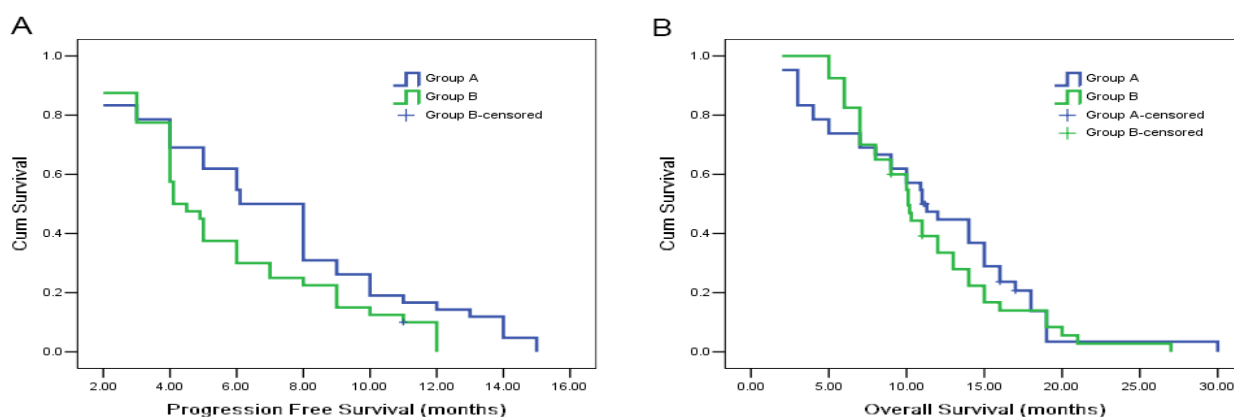 A
Cum Survival
1.0
0.8
0.6
0.4
0.2
0.0
Group A
Group B
Group B-censored
2.00 4.00 6.00 8.00 10.00 12.00 14.00 16.00
Progression Free Survival (months)
B
Cum Survival
1.0
0.8
0.6
0.4
0.2
0.0
Group A
Group B
Group A-censored
Group B-censored
0.00 5.00 10.00 15.00 20.00 25.00 30.00
Overall Survival (months)